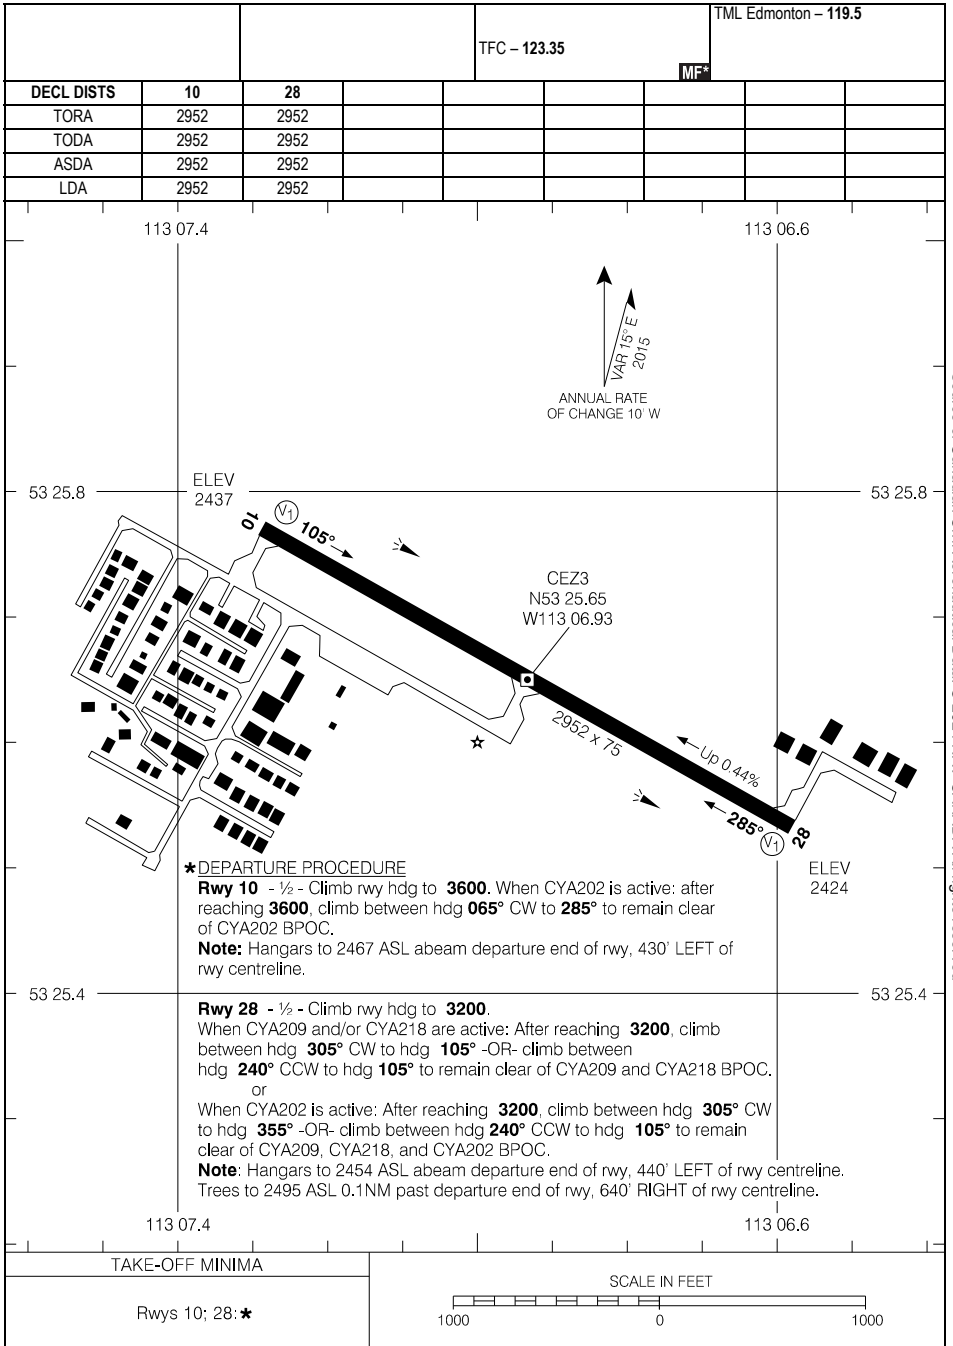 TML Edmonton – 119.5
TFC – 123.35
MF*
DECL DISTS 10 28
TORA 2952 2952
TODA 2952 2952
ASDA 2952 2952
LDA 2952 2952
113 07.4 113 06.6
VAR 15° E
2015
ANNUAL RATE
OF CHANGE 10' W
53 25.8 53 25.8
ELEV
2437
10
V1
105°
CEZ3
N53 25.65
W113 06.93
2952 x 75
Up 0.44%
285°
V1
28
ELEV
2424
*DEPARTURE PROCEDURE
Rwy 10 - ½ - Climb rwy hdg to 3600. When CYA202 is active: after
reaching 3600, climb between hdg 065° CW to 285° to remain clear
of CYA202 BPOC.
Note: Hangars to 2467 ASL abeam departure end of rwy, 430' LEFT of
rwy centreline.
53 25.4 53 25.4
Rwy 28 - ½ - Climb rwy hdg to 3200.
When CYA209 and/or CYA218 are active: After reaching 3200, climb
between hdg 305° CW to hdg 105° -OR- climb between
hdg 240° CCW to hdg 105° to remain clear of CYA209 and CYA218 BPOC.
or
When CYA202 is active: After reaching 3200, climb between hdg 305° CW
to hdg 355° -OR- climb between hdg 240° CCW to hdg 105° to remain
clear of CYA209, CYA218, and CYA202 BPOC.
Note: Hangars to 2454 ASL abeam departure end of rwy, 440' LEFT of rwy centreline.
Trees to 2495 ASL 0.1NM past departure end of rwy, 640' RIGHT of rwy centreline.
113 07.4 113 06.6
TAKE-OFF MINIMA
Rwys 10; 28:*
SCALE IN FEET
1000 0 1000